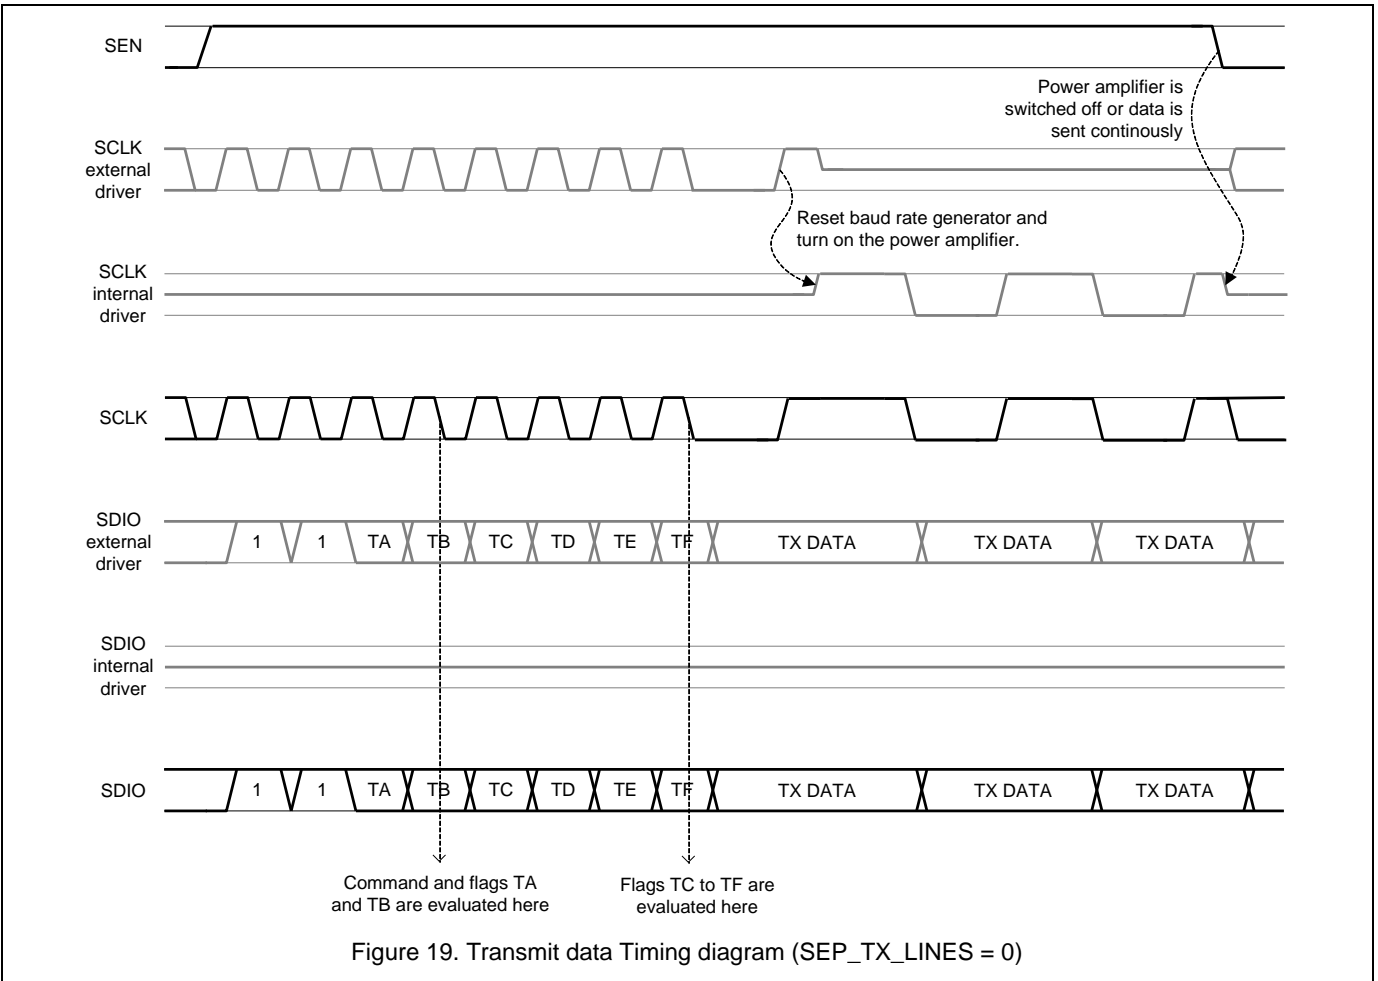 SEN
Power amplifier is
switched off or data is
sent continously
SCLK
external
driver
Reset baud rate generator and
turn on the power amplifier.
SCLK
internal
driver
SCLK
SDIO
external
driver
1 1 TA TB TC TD TE TF TX DATA TX DATA TX DATA
SDIO
internal
driver
SDIO 1 1 TA TB TC TD TE TF TX DATA TX DATA TX DATA
Command and flags TA
and TB are evaluated here
Flags TC to TF are
evaluated here
Figure 19. Transmit data Timing diagram (SEP_TX_LINES = 0)